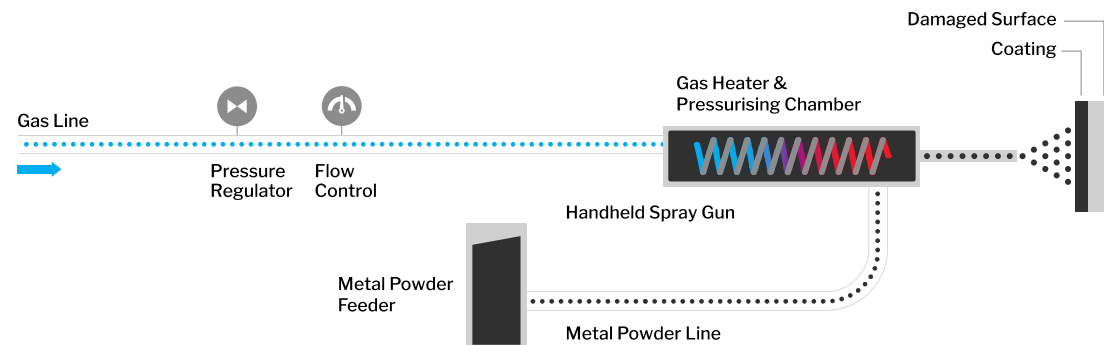 Damaged Surface
Coating
Gas Heater &
Pressurising Chamber
Gas Line
Pressure
Regulator
Flow
Control
Handheld Spray Gun
Metal Powder
Feeder
Metal Powder Line